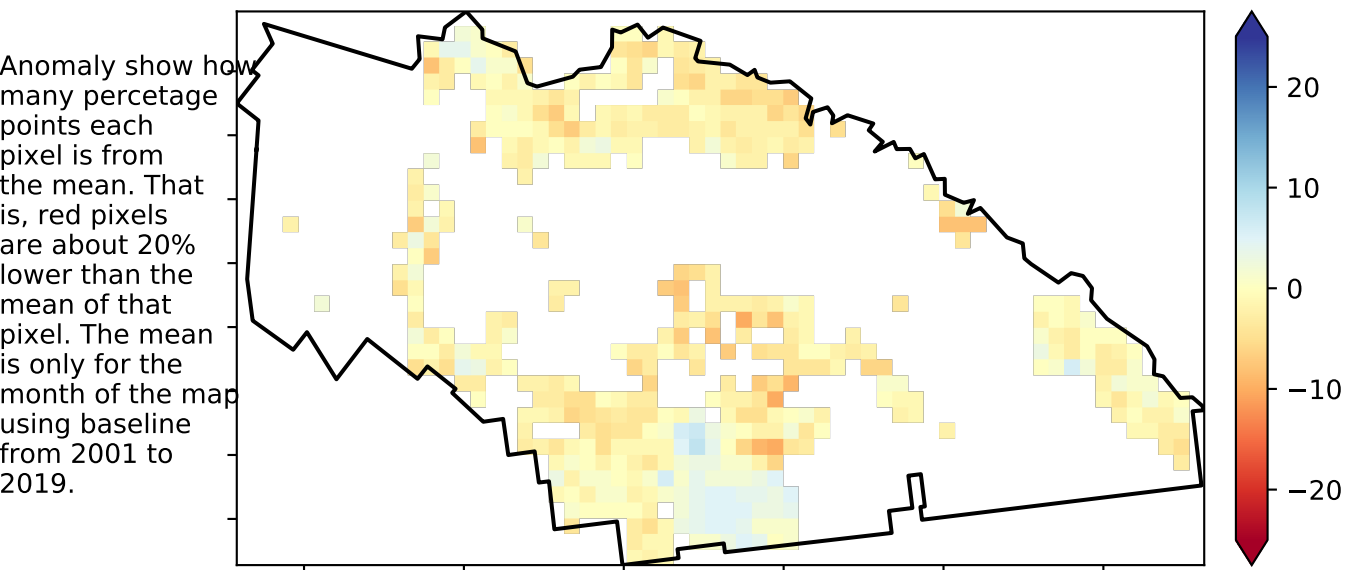 Anomaly show how
many percetage
points each
pixel is from
the mean. That
is, red pixels
are about 20%
lower than the
mean of that
pixel. The mean
is only for the
month of the map
using baseline
from 2001 to
2019.
20
10
0
−10
−20